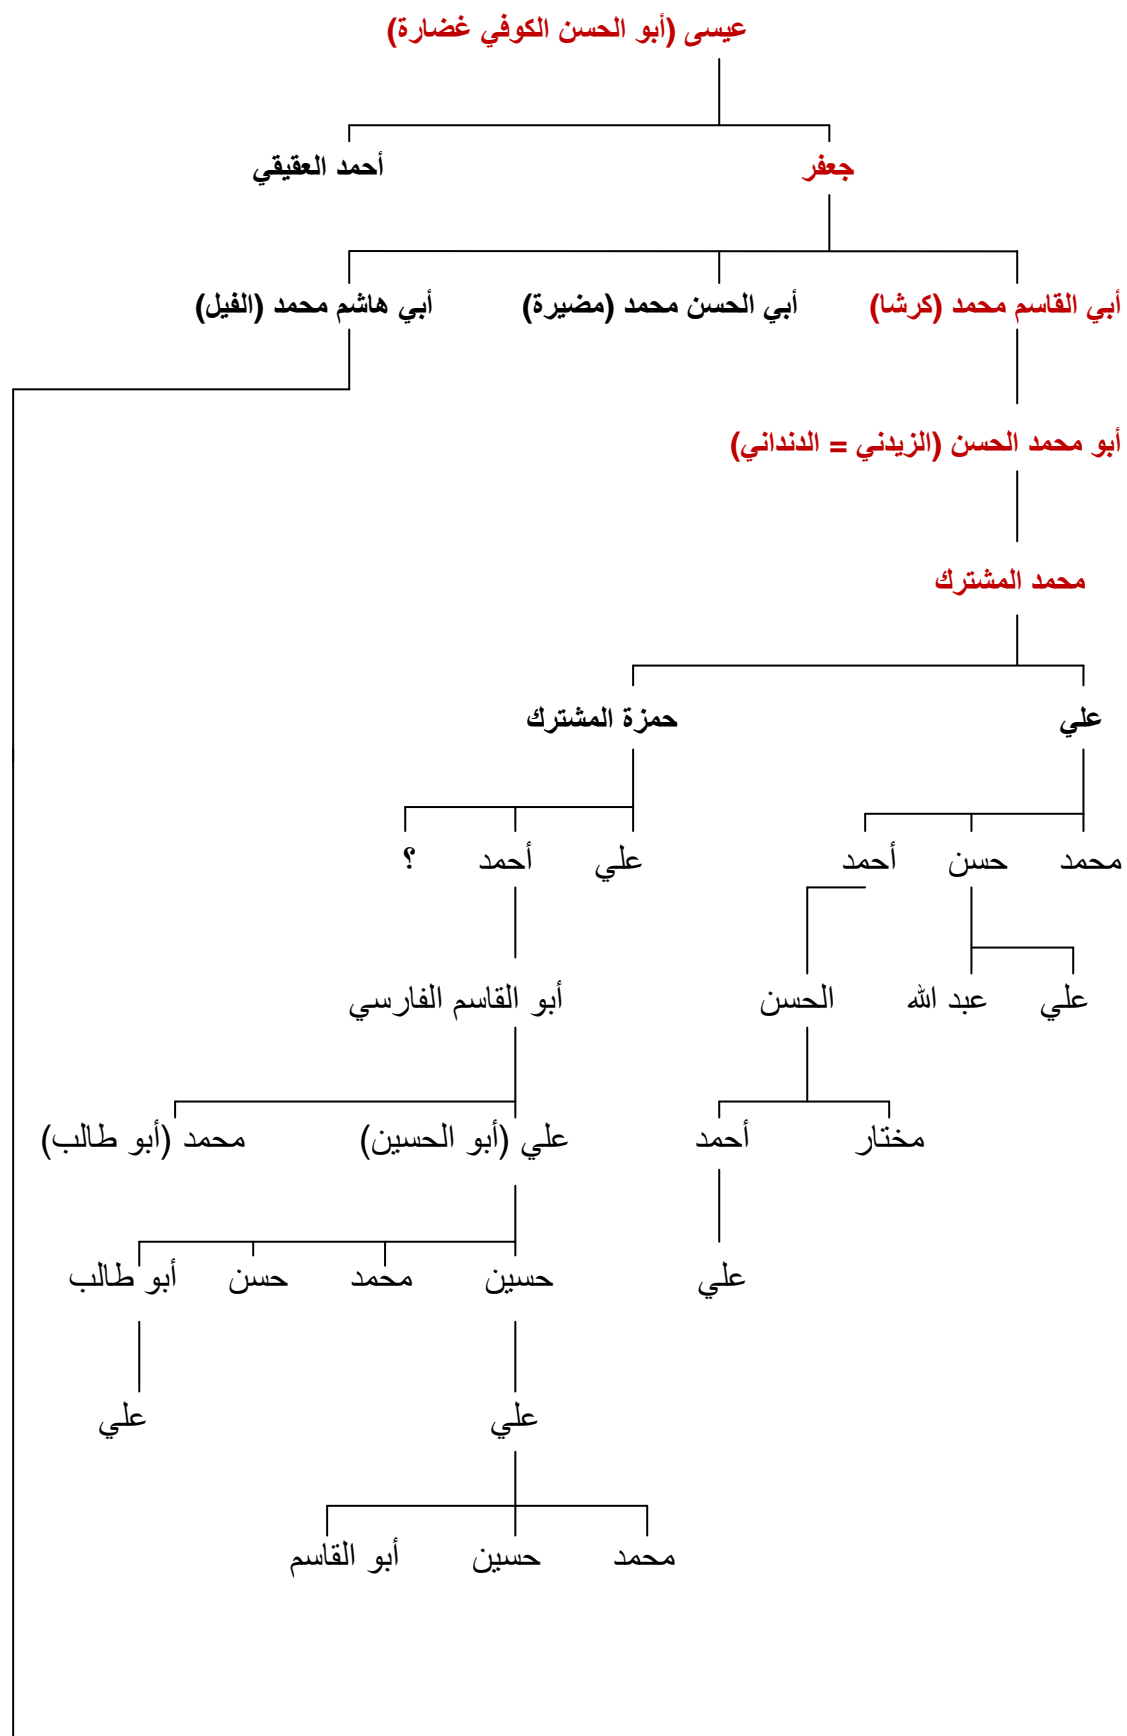 عيسى (أبو الحسن الكوفي غضارة)
جعفر
أحمد العقيقي
أبي القاسم محمد (كرشا)
أبي الحسن محمد (مضيرة)
أبي هاشم محمد (الفيل)
أبو محمد الحسن (الزيدني = الدنداني)
محمد المشترك
علي
حمزة المشترك
محمد
حسن
أحمد
علي
أحمد
؟
علي
عبد الله
الحسن
أبو القاسم الفارسي
مختار
أحمد
علي (أبو الحسين)
محمد (أبو طالب)
علي
حسين
محمد
حسن
أبو طالب
علي
علي
محمد
حسين
أبو القاسم